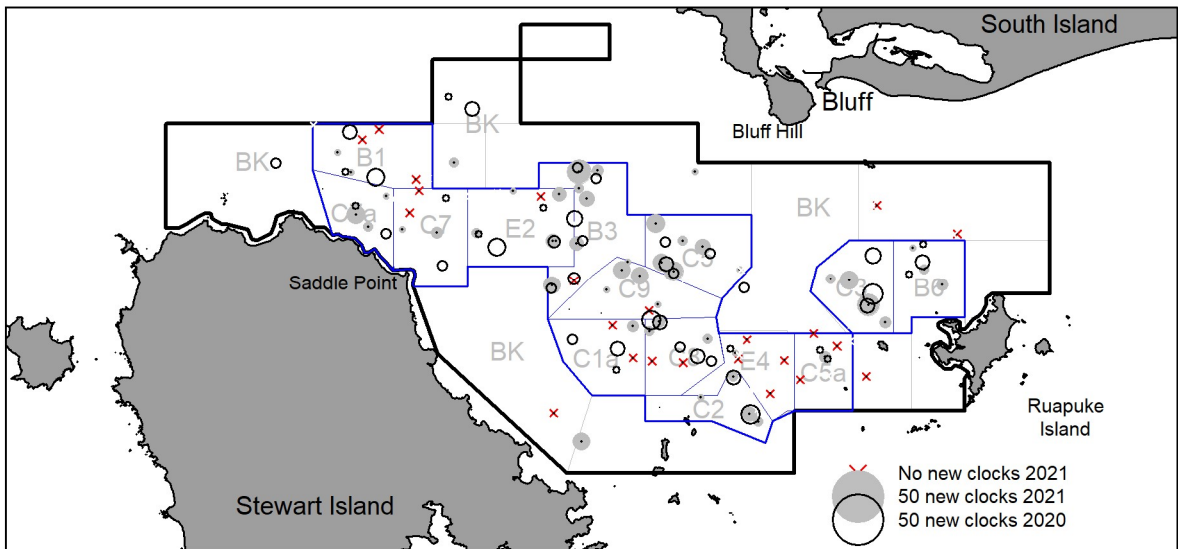 South Island
Bluff
Bluff Hill
BK
BK
B1
BK
C7
E2
B3
C5
C9
C3
B6
Saddle Point
BK
C1a
E4
C5a
C2
Ruapuke
Island
Stewart Island
No new clocks 2021
50 new clocks 2021
50 new clocks 2020